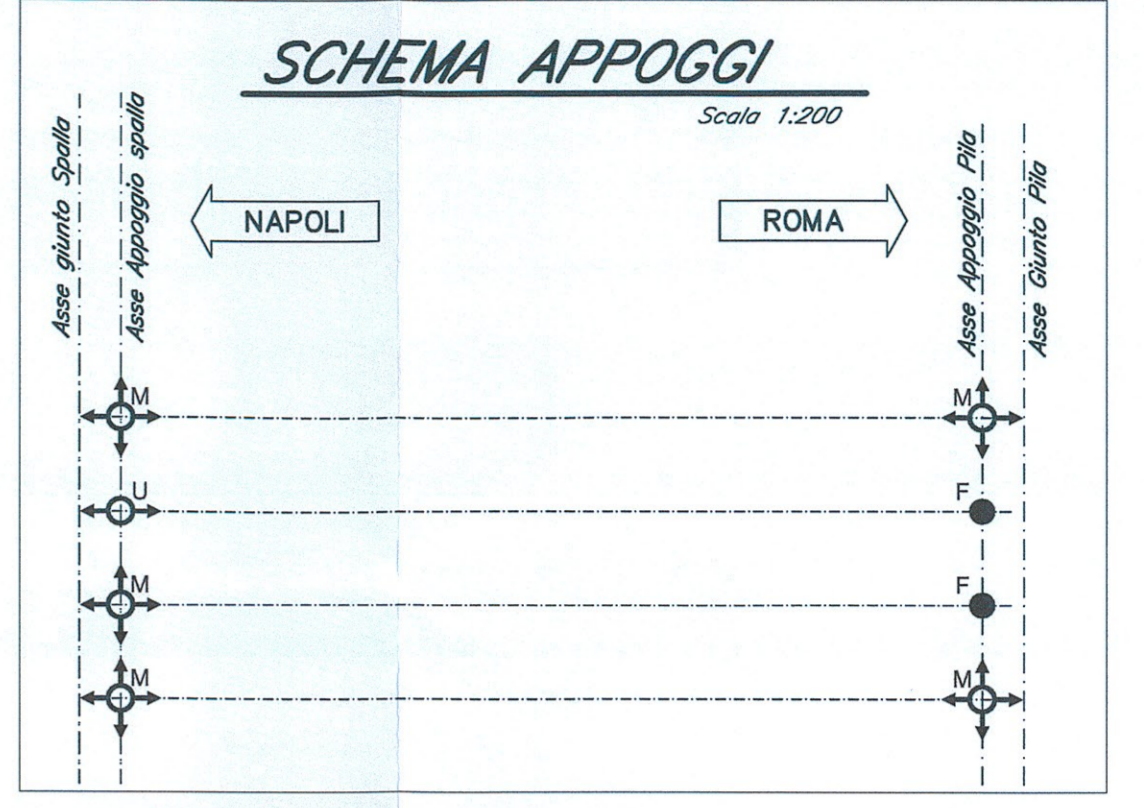 SCHEMA APPOGGI
Scala 1:200
Asse giunto Spalla
Asse Appoggio spalla
NAPOLI
ROMA
Asse Appoggio Pila
Asse Giunto Pila
M
M
U
F
M
F
M
M